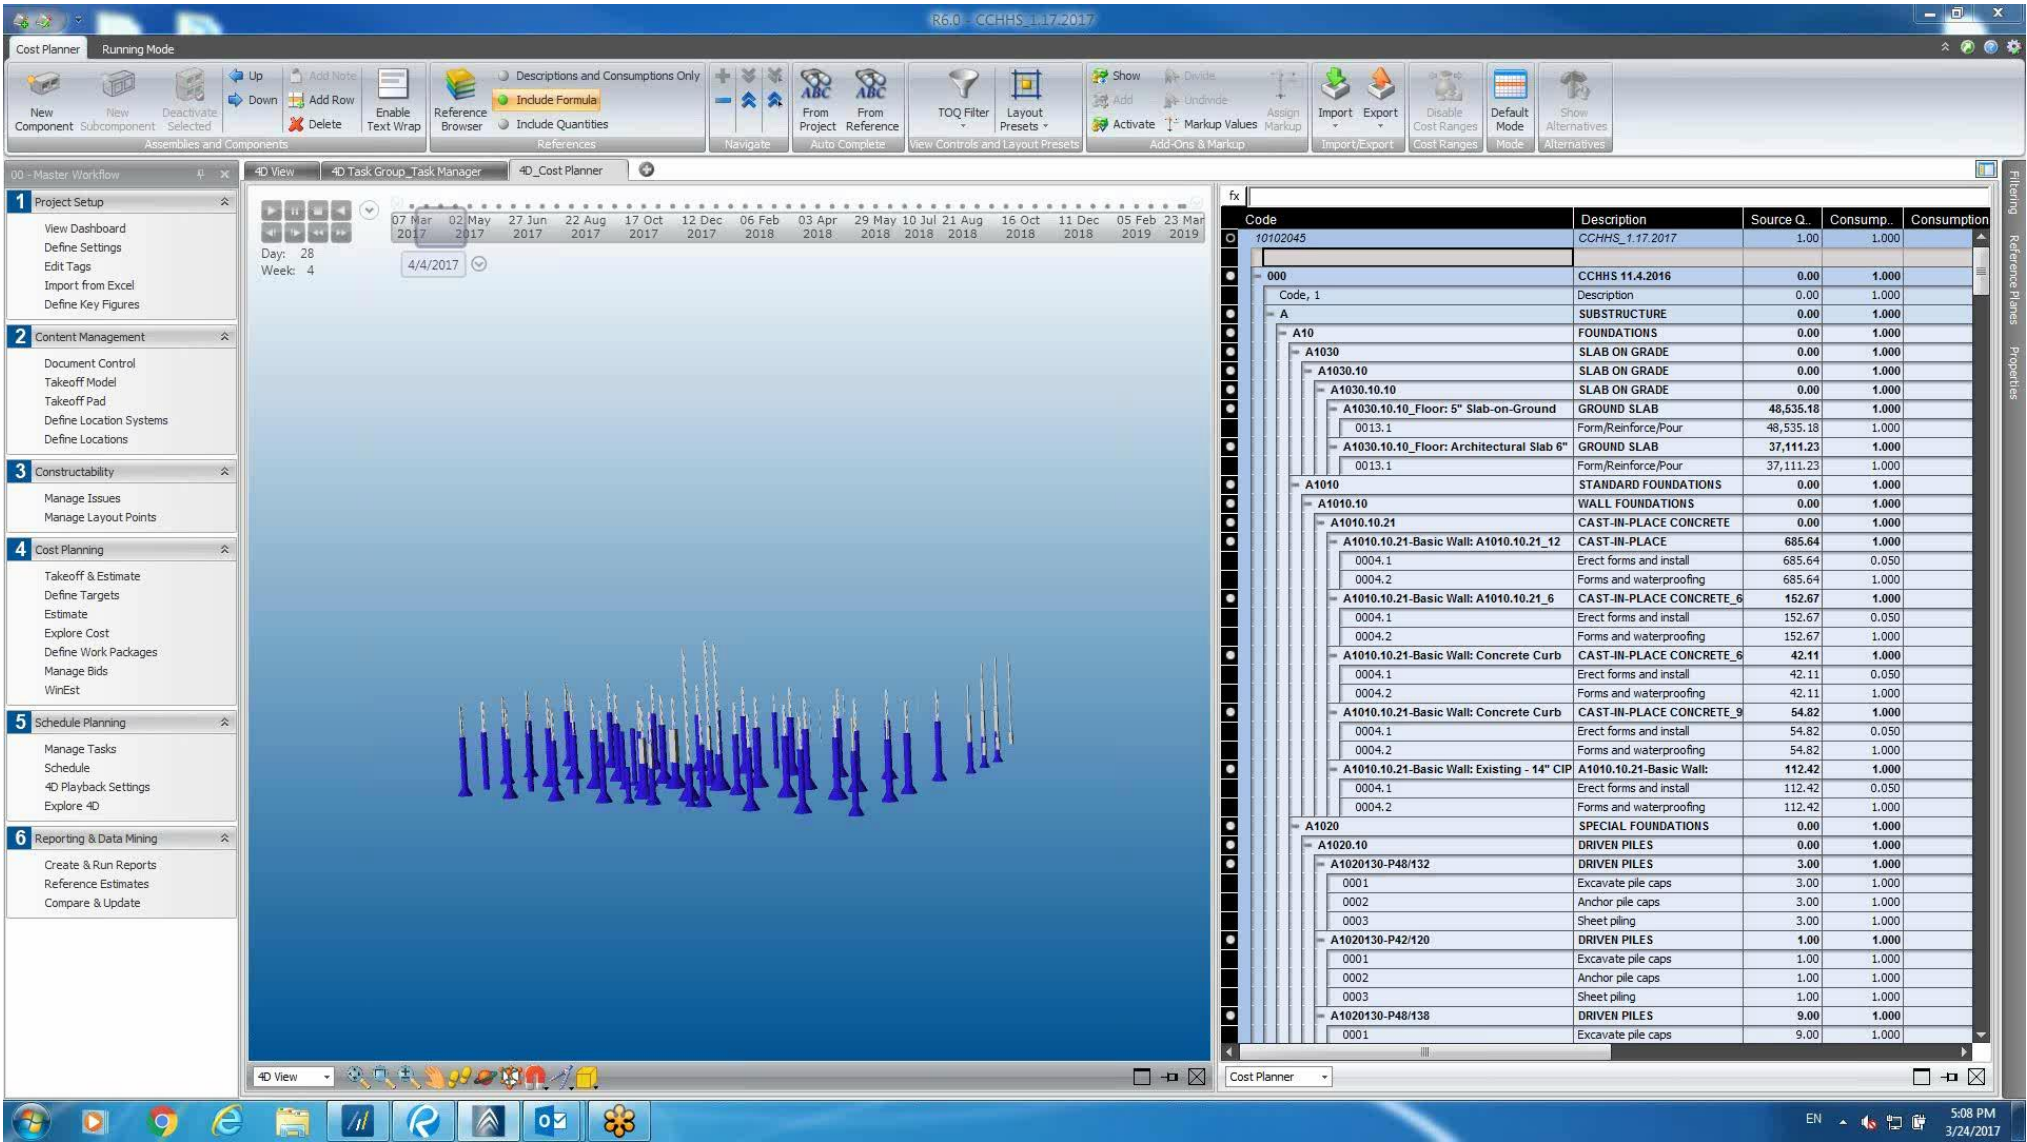 R6.0 - CCHHS_1.17.2017
Cost Planner
Running Mode
New Component
New Subcomponent
Deactivate Selected
Up
Down
Add Note
Add Row
Delete
Enable Text Wrap
Assemblies and Components
Reference Browser
Descriptions and Consumptions Only
Include Formula
Include Quantities
References
Navigate
From Project
From Reference
Auto Complete
TOQ Filter
Layout Presets
View Controls and Layout Presets
Show
Add
Activate
Divide
Undivide
Markup Values
Assign Markup
Add-Ons & Markup
Import
Export
Import/Export
Disable Cost Ranges
Cost Ranges
Default Mode
Mode
Show Alternatives
Alternatives
00 - Master Workflow
4D View
4D Task Group_Task Manager
4D_Cost Planner
1 Project Setup
View Dashboard
Define Settings
Edit Tags
Import from Excel
Define Key Figures
2 Content Management
Document Control
Takeoff Model
Takeoff Pad
Define Location Systems
Define Locations
3 Constructability
Manage Issues
Manage Layout Points
4 Cost Planning
Takeoff & Estimate
Define Targets
Estimate
Explore Cost
Define Work Packages
Manage Bids
WinEst
5 Schedule Planning
Manage Tasks
Schedule
4D Playback Settings
Explore 4D
6 Reporting & Data Mining
Create & Run Reports
Reference Estimates
Compare & Update
07 Mar 02 May 27 Jun 22 Aug 17 Oct 12 Dec 06 Feb 03 Apr 29 May 10 Jul 21 Aug 16 Oct 11 Dec 05 Feb 23 Mar
2017 2017 2017 2017 2017 2017 2018 2018 2018 2018 2018 2018 2018 2019 2019
Day: 28
Week: 4
4/4/2017
4D View
fx
Code Description Source Q.. Consump.. Consumption
10102045 CCHHS_1.17.2017 1.00 1.000
000 CCHHS 11.4.2016 0.00 1.000
Code, 1 Description 0.00 1.000
A SUBSTRUCTURE 0.00 1.000
A10 FOUNDATIONS 0.00 1.000
A1030 SLAB ON GRADE 0.00 1.000
A1030.10 SLAB ON GRADE 0.00 1.000
A1030.10.10 SLAB ON GRADE 0.00 1.000
A1030.10.10_Floor: 5" Slab-on-Ground GROUND SLAB 48,535.18 1.000
0013.1 Form/Reinforce/Pour 48,535.18 1.000
A1030.10.10_Floor: Architectural Slab 6" GROUND SLAB 37,111.23 1.000
0013.1 Form/Reinforce/Pour 37,111.23 1.000
A1010 STANDARD FOUNDATIONS 0.00 1.000
A1010.10 WALL FOUNDATIONS 0.00 1.000
A1010.10.21 CAST-IN-PLACE CONCRETE 0.00 1.000
A1010.10.21-Basic Wall: A1010.10.21_12 CAST-IN-PLACE 685.64 1.000
0004.1 Erect forms and install 685.64 0.050
0004.2 Forms and waterproofing 685.64 1.000
A1010.10.21-Basic Wall: A1010.10.21_6 CAST-IN-PLACE CONCRETE_6 152.67 1.000
0004.1 Erect forms and install 152.67 0.050
0004.2 Forms and waterproofing 152.67 1.000
A1010.10.21-Basic Wall: Concrete Curb CAST-IN-PLACE CONCRETE_6 42.11 1.000
0004.1 Erect forms and install 42.11 0.050
0004.2 Forms and waterproofing 42.11 1.000
A1010.10.21-Basic Wall: Concrete Curb CAST-IN-PLACE CONCRETE_9 54.82 1.000
0004.1 Erect forms and install 54.82 0.050
0004.2 Forms and waterproofing 54.82 1.000
A1010.10.21-Basic Wall: Existing - 14" CIP A1010.10.21-Basic Wall: 112.42 1.000
0004.1 Erect forms and install 112.42 0.050
0004.2 Forms and waterproofing 112.42 1.000
A1020 SPECIAL FOUNDATIONS 0.00 1.000
A1020.10 DRIVEN PILES 0.00 1.000
A1020130-P48/132 DRIVEN PILES 3.00 1.000
0001 Excavate pile caps 3.00 1.000
0002 Anchor pile caps 3.00 1.000
0003 Sheet piling 3.00 1.000
A1020130-P42/120 DRIVEN PILES 1.00 1.000
0001 Excavate pile caps 1.00 1.000
0002 Anchor pile caps 1.00 1.000
0003 Sheet piling 1.00 1.000
A1020130-P48/138 DRIVEN PILES 9.00 1.000
0001 Excavate pile caps 9.00 1.000
Cost Planner
Filtering
Reference Planes
Properties
EN
5:08 PM
3/24/2017